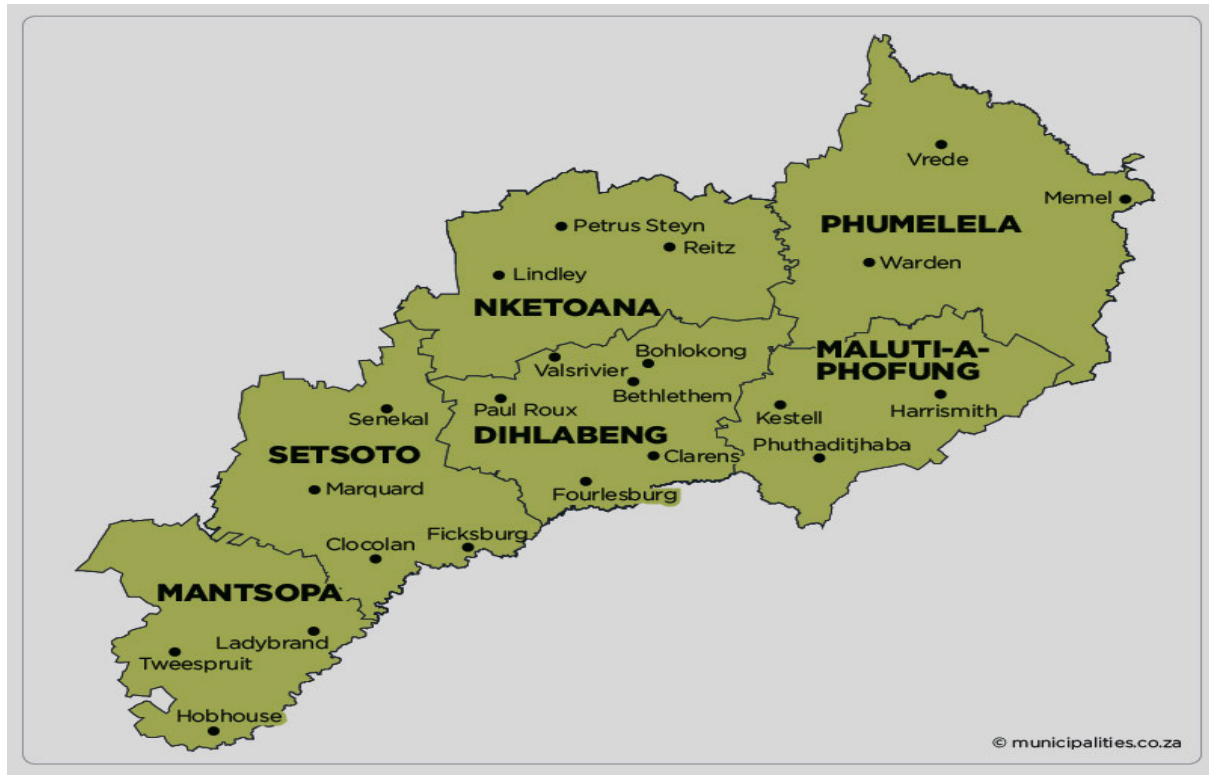 Vrede
Memel
PHUMELELA
Petrus Steyn
Reitz
Warden
Lindley
NKETOANA
MALUTI-A-
PHOFUNG
Bohlokong
Valsrivier
Bethlethem
Kestell
Harrismith
Paul Roux
Senekal
DIHLABENG
Phuthaditjhaba
SETSOTO
Clarens
Marquard
Fourlesburg
Ficksburg
Clocolan
MANTSOPA
Ladybrand
Tweespruit
Hobhouse
© municipalities.co.za